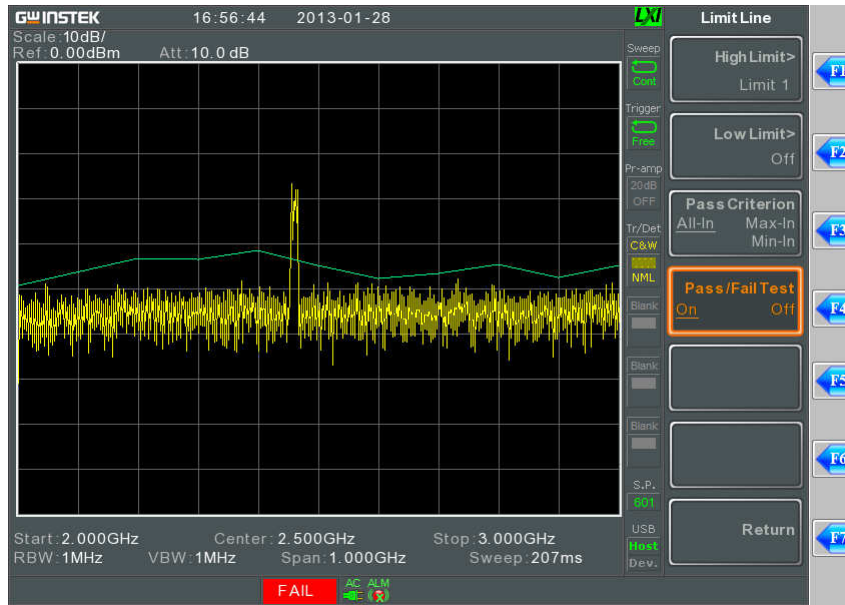 GWINSTEK 16:56:44 2013-01-28 LXI
Scale:10dB/
Ref:0.00dBm Att:10.0 dB
Sweep
Cont
Trigger
Free
Pr-amp
20dB
OFF
Tr/Det
C&W
NML
Blank
Blank
Blank
S.P.
601
USB
Host
Dev.
Limit Line
High Limit>
Limit 1
F1
Low Limit>
Off
F2
Pass Criterion
All-In Max-In
Min-In
F3
Pass/Fail Test
On Off
F4
F5
F6
Return
F7
Start:2.000GHz Center:2.500GHz Stop:3.000GHz
RBW:1MHz VBW:1MHz Span:1.000GHz Sweep:207ms
FAIL AC ALM